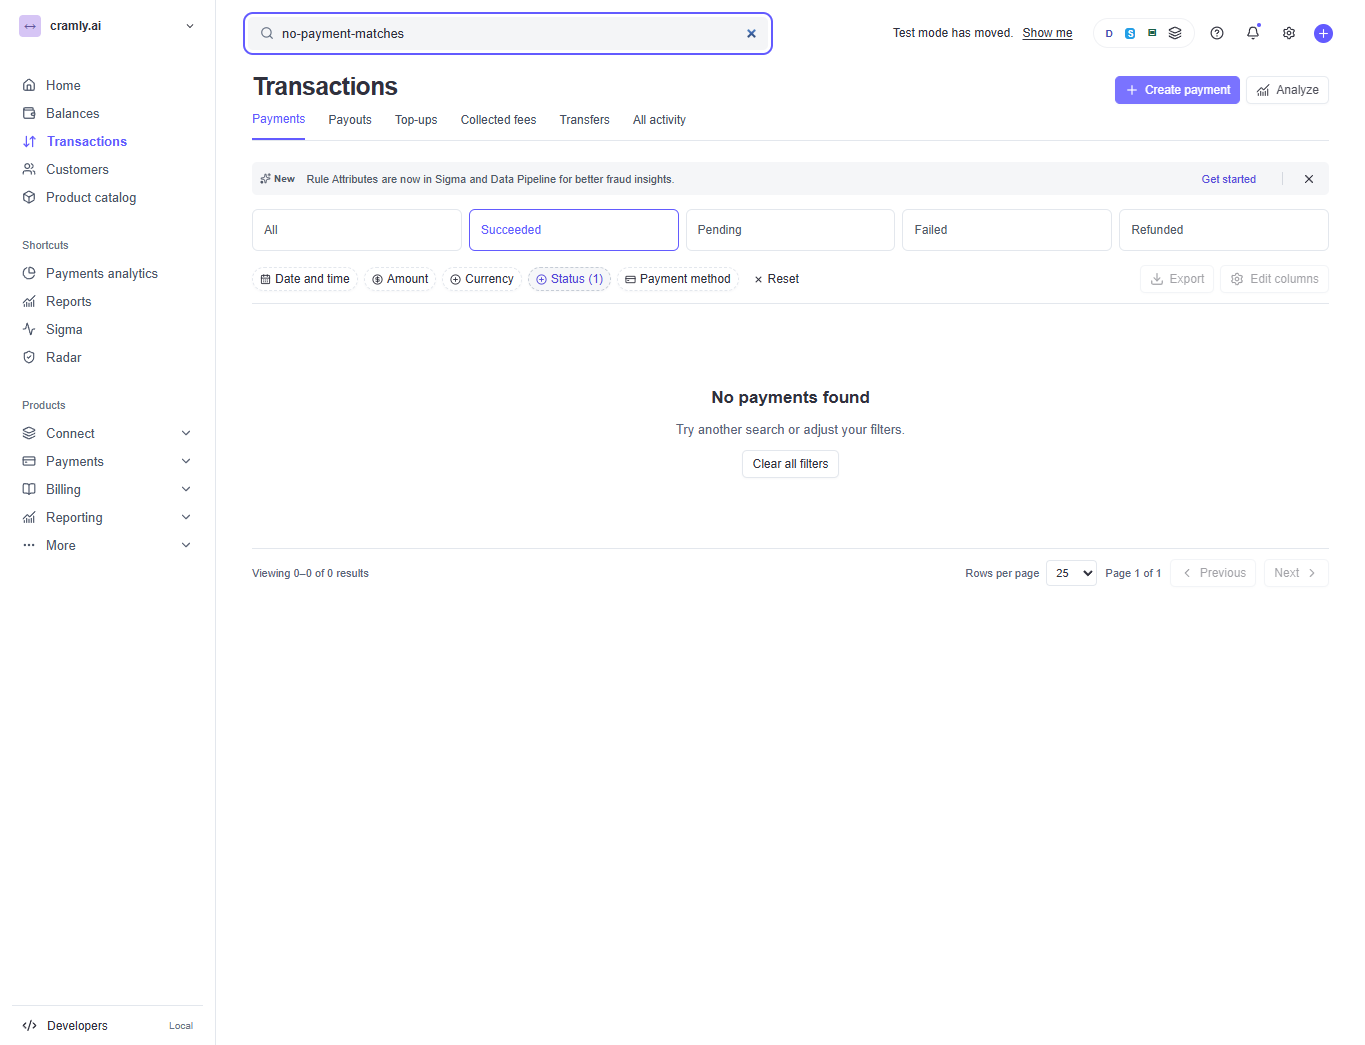 cramly.ai
no-payment-matches
Test mode has moved. Show me
D
S
Home
Balances
Transactions
Customers
Product catalog
Shortcuts
Payments analytics
Reports
Sigma
Radar
Products
Connect
Payments
Billing
Reporting
More
Developers
Local
Transactions
Create payment
Analyze
Payments Payouts Top-ups Collected fees Transfers All activity
New Rule Attributes are now in Sigma and Data Pipeline for better fraud insights. Get started
All Succeeded Pending Failed Refunded
Date and time Amount Currency Status (1) Payment method Reset Export Edit columns
No payments found
Try another search or adjust your filters.
Clear all filters
Viewing 0–0 of 0 results Rows per page 25 Page 1 of 1 Previous Next